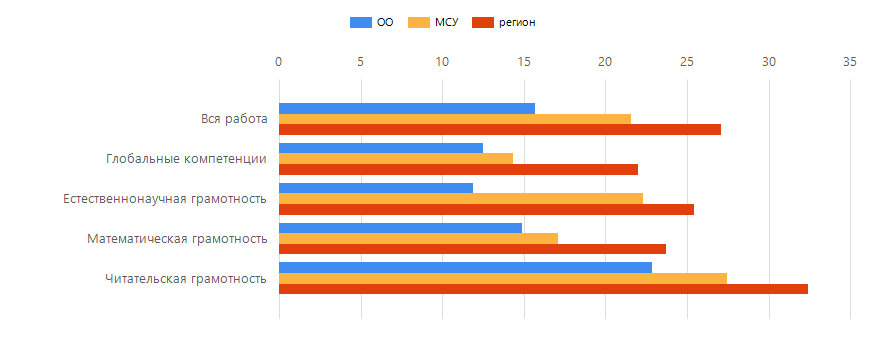 ОО МСУ регион
0 5 10 15 20 25 30 35
Вся работа
Глобальные компетенции
Естественнонаучная грамотность
Математическая грамотность
Читательская грамотность